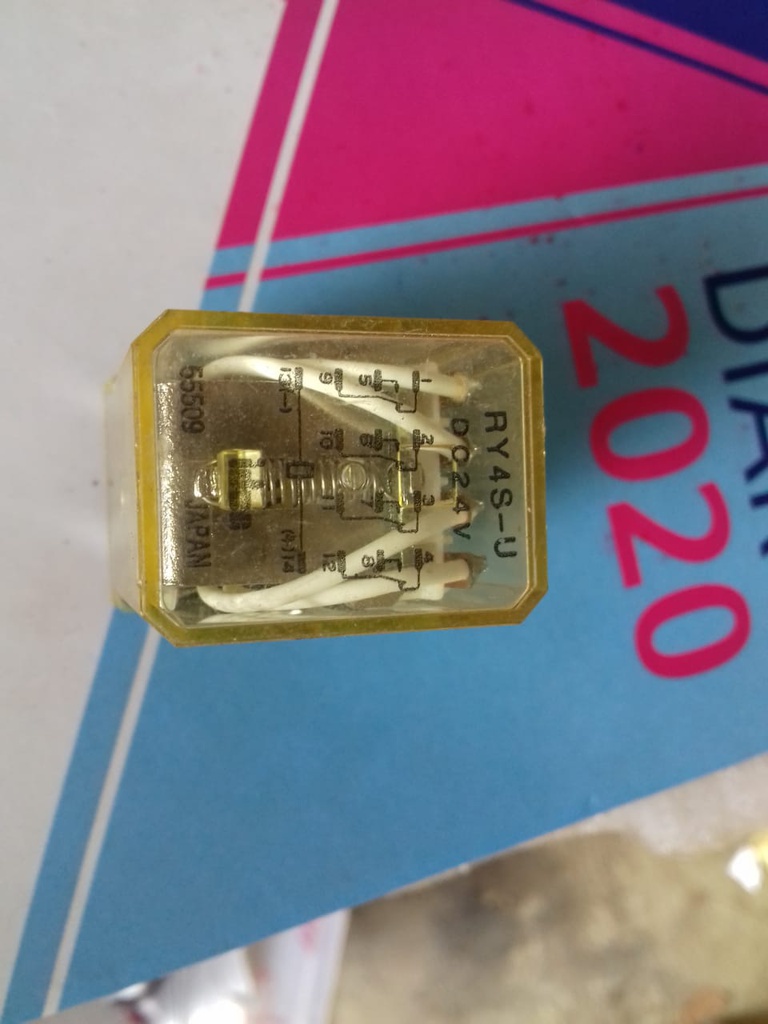 RY4S-U
DC24V
1 2 3 4
5 6 7 8
9 10 11 12
13(-) (+)14
55509 JAPAN
2020